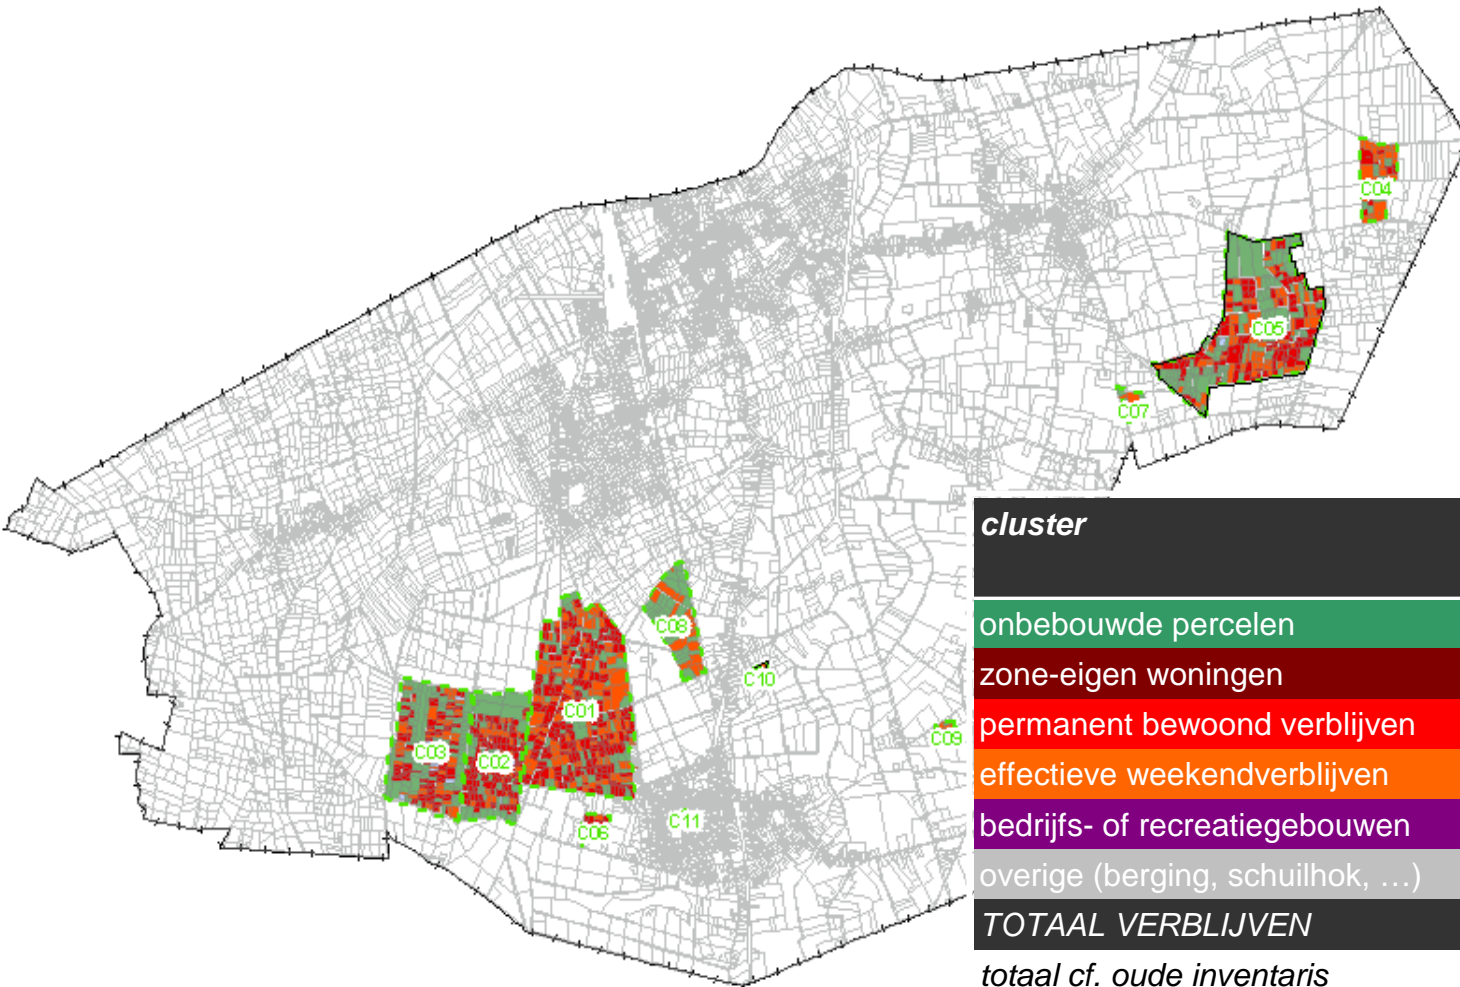 C04
C05
C07
cluster
onbebouwde percelen
C08
zone-eigen woningen
C10
C01
permanent bewoond verblijven
C09
C03
C02
effectieve weekendverblijven
C11
C06
bedrijfs- of recreatiegebouwen
overige (berging, schuilhok, …)
TOTAAL VERBLIJVEN
totaal cf. oude inventaris